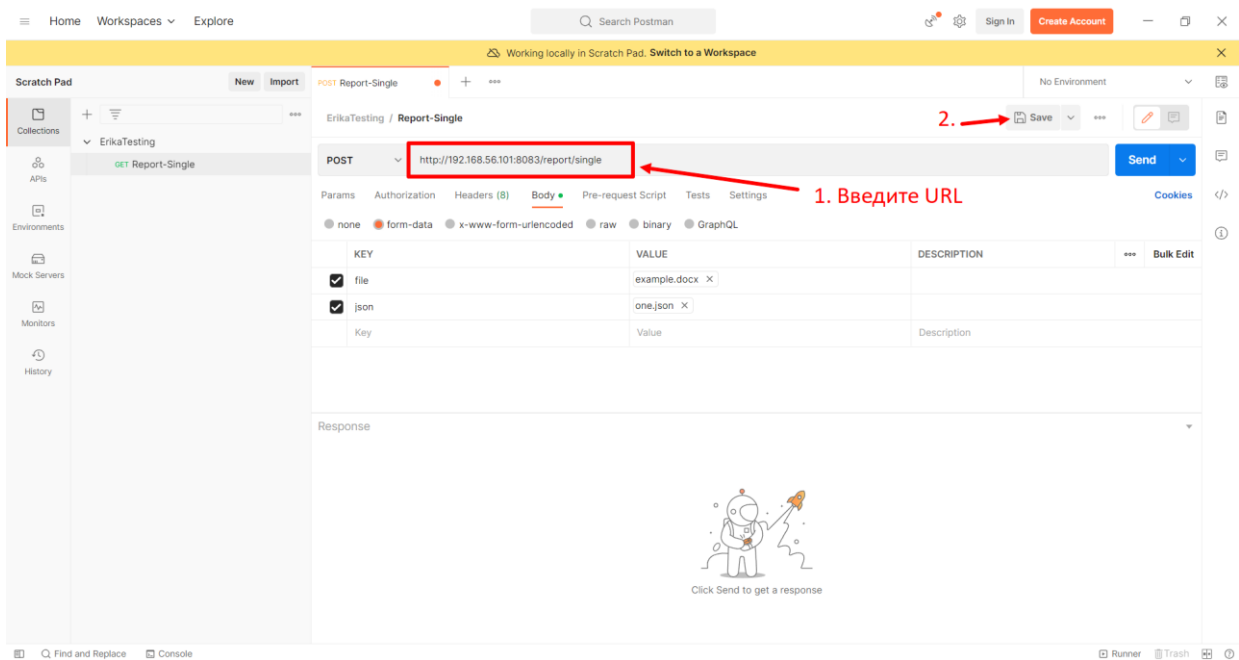 Home Workspaces Explore Search Postman Sign In Create Account
Working locally in Scratch Pad. Switch to a Workspace
Scratch Pad New Import POST Report-Single No Environment
Collections
ErikaTesting / Report-Single 2. Save
ErikaTesting
GET Report-Single
POST http://192.168.56.101:8083/report/single Send
APIs
Params Authorization Headers (8) Body Pre-request Script Tests Settings Cookies
1. Введите URL
Environments
none form-data x-www-form-urlencoded raw binary GraphQL
KEY VALUE DESCRIPTION Bulk Edit
Mock Servers
file example.docx
json one.json
Monitors
Key Value Description
History
Response
Click Send to get a response
Find and Replace Console Runner Trash